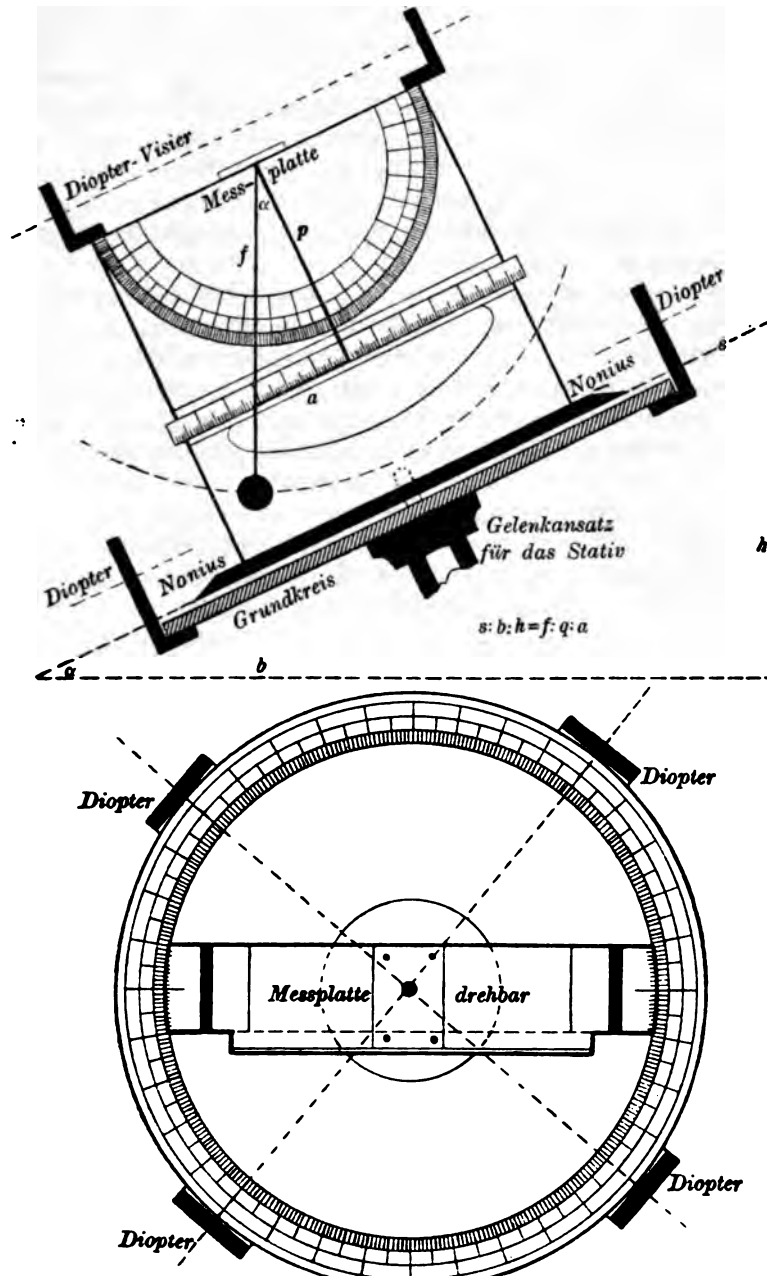 Diopter-Visier
Mess-platte
α
p
f
Diopter
s
Nonius
a
Gelenkansatz
für das Stativ
h
Diopter
Nonius
Grundkreis
s: b: h = f: q: a
α
b
Diopter
Diopter
Messplatte drehbar
Diopter
Diopter